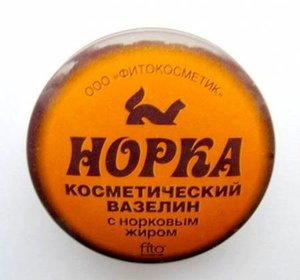 ООО «ФИТОКОСМЕТИК»
НОРКА
КОСМЕТИЧЕСКИЙ
ВАЗЕЛИН
С НОРКОВЫМ
ЖИРОМ
fito